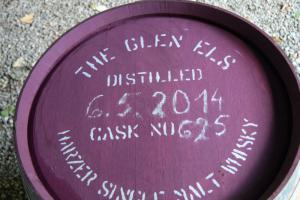 THE GLEN ELS
DISTILLED
6.5.2014
CASK NO 625
HARZER SINGLE MALT WHISKY